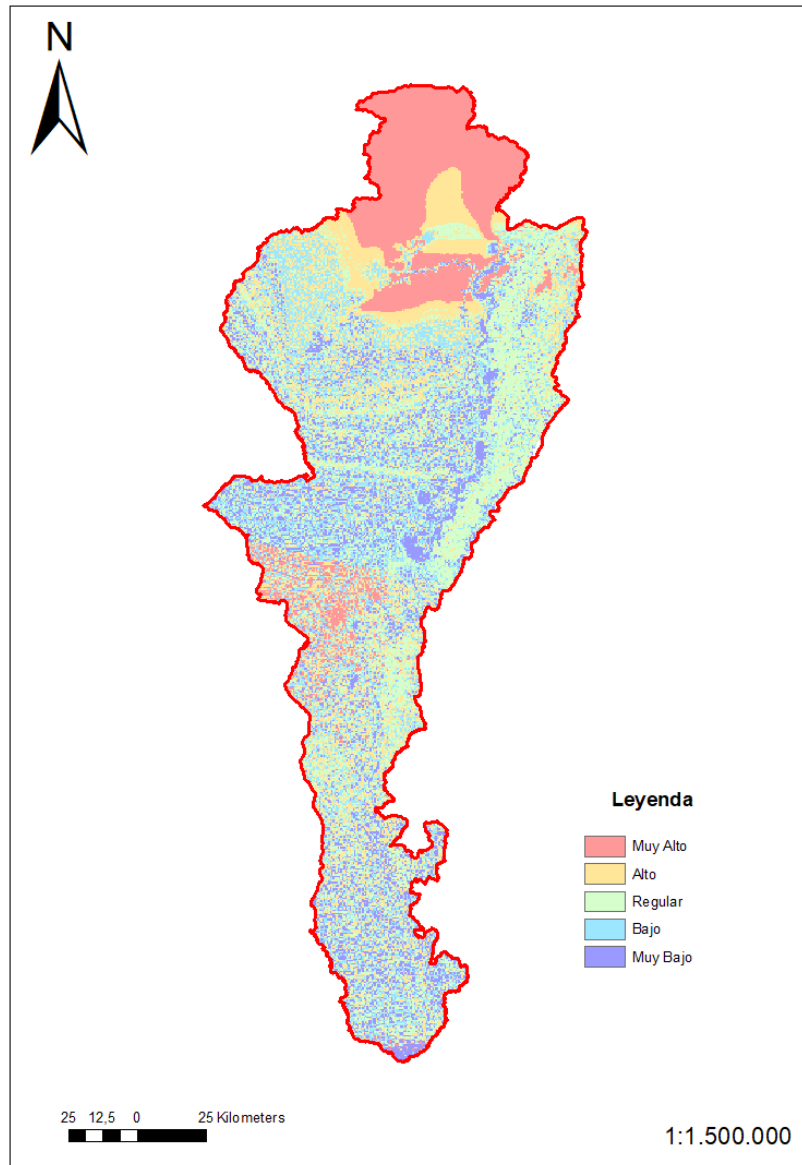 N
Leyenda
Muy Alto
Alto
Regular
Bajo
Muy Bajo
25 12,5 0 25 Kilometers
1:1.500.000